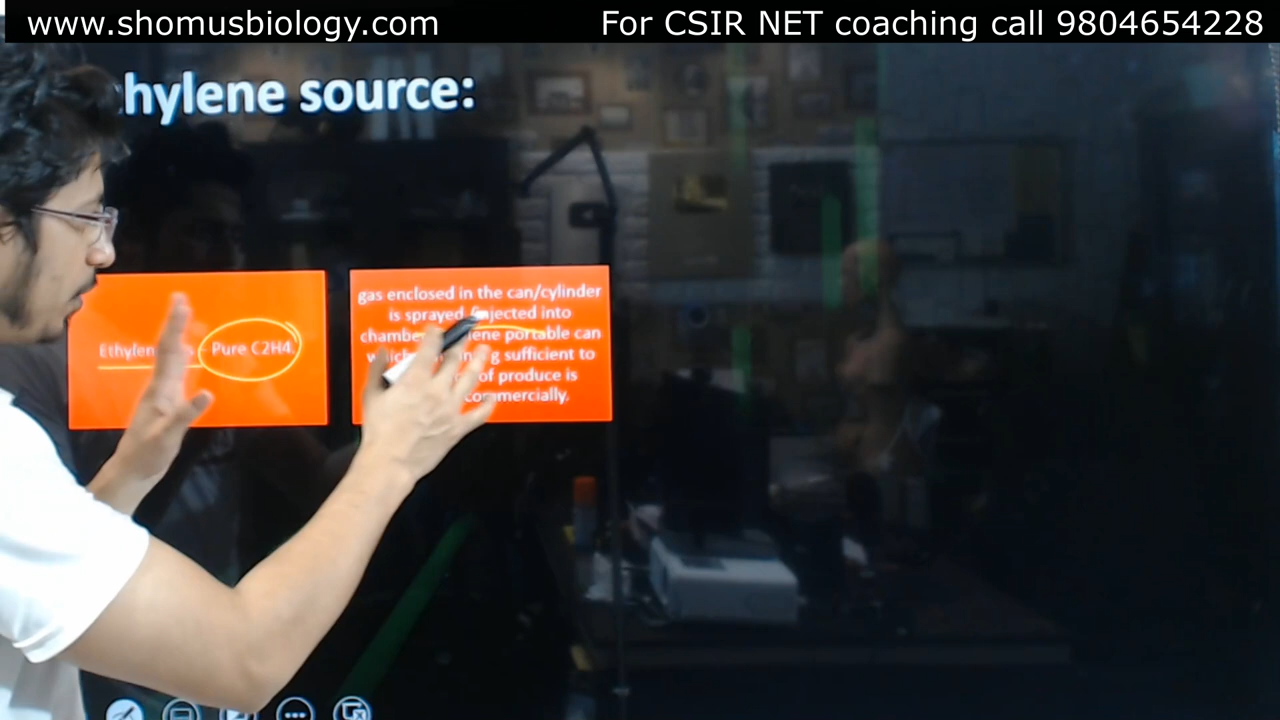 www.shomusbiology.com
For CSIR NET coaching call 9804654228
hylene source:
Pure C2H4.
gas enclosed in the can/cylinder
is sprayed injected into
portable can
sufficient to
of produce is
commercially.